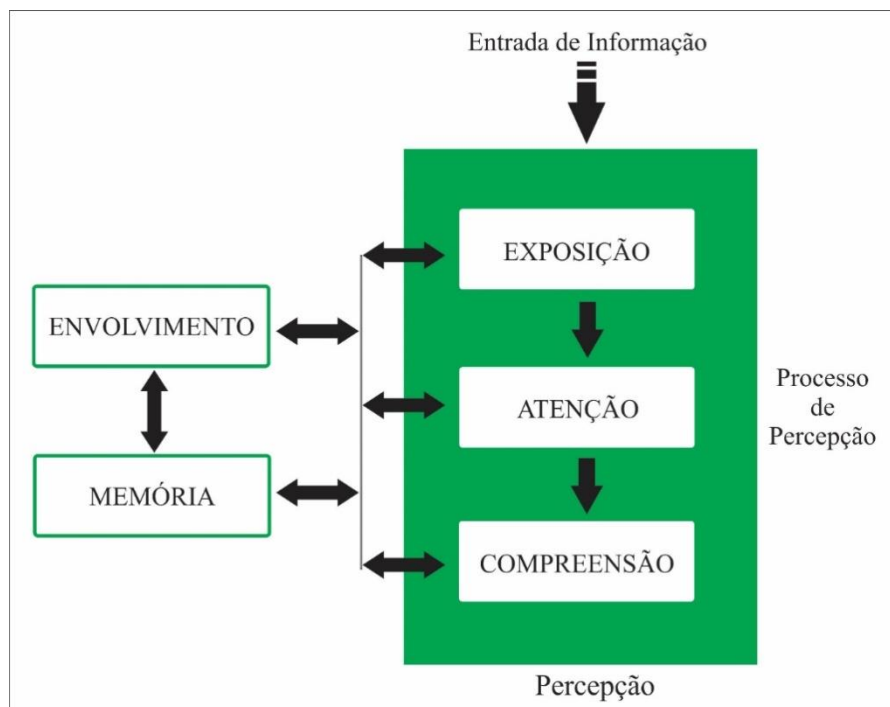 Entrada de Informação
EXPOSIÇÃO
ENVOLVIMENTO
ATENÇÃO
Processo
de
Percepção
MEMÓRIA
COMPREENSÃO
Percepção